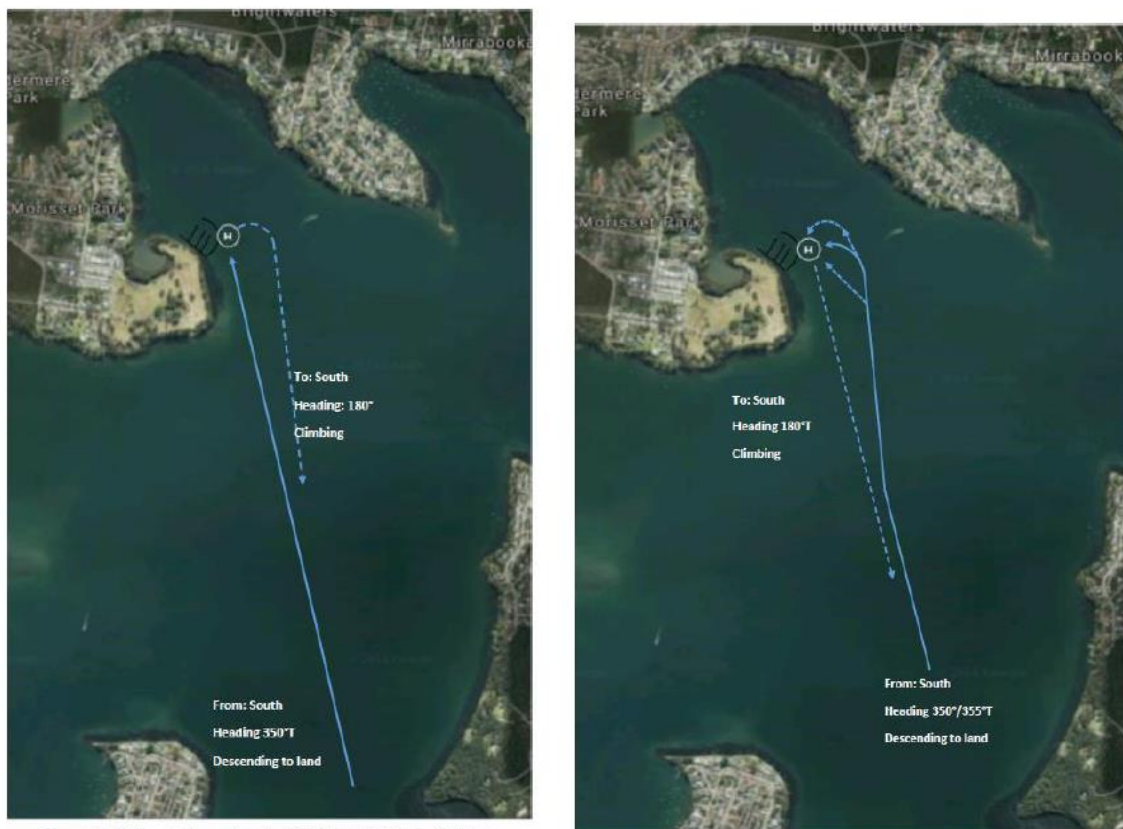 Brightwaters
Mirrabooka
dermere
Park
Morisset Park
H
To: South
Heading: 180°
Climbing
From: South
Heading 350°T
Descending to land
Brightwaters
Mirrabook
dermere
Park
Morisset Park
H
To: South
Heading 180°T
Climbing
From: South
Heading 350°/355°T
Descending to land